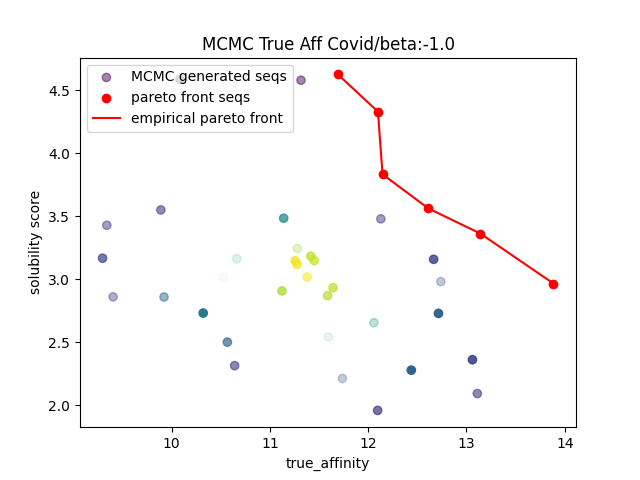 MCMC True Aff Covid/beta:-1.0
MCMC generated seqs
pareto front seqs
empirical pareto front
solubility score
4.5
4.0
3.5
3.0
2.5
2.0
10 11 12 13 14
true_affinity